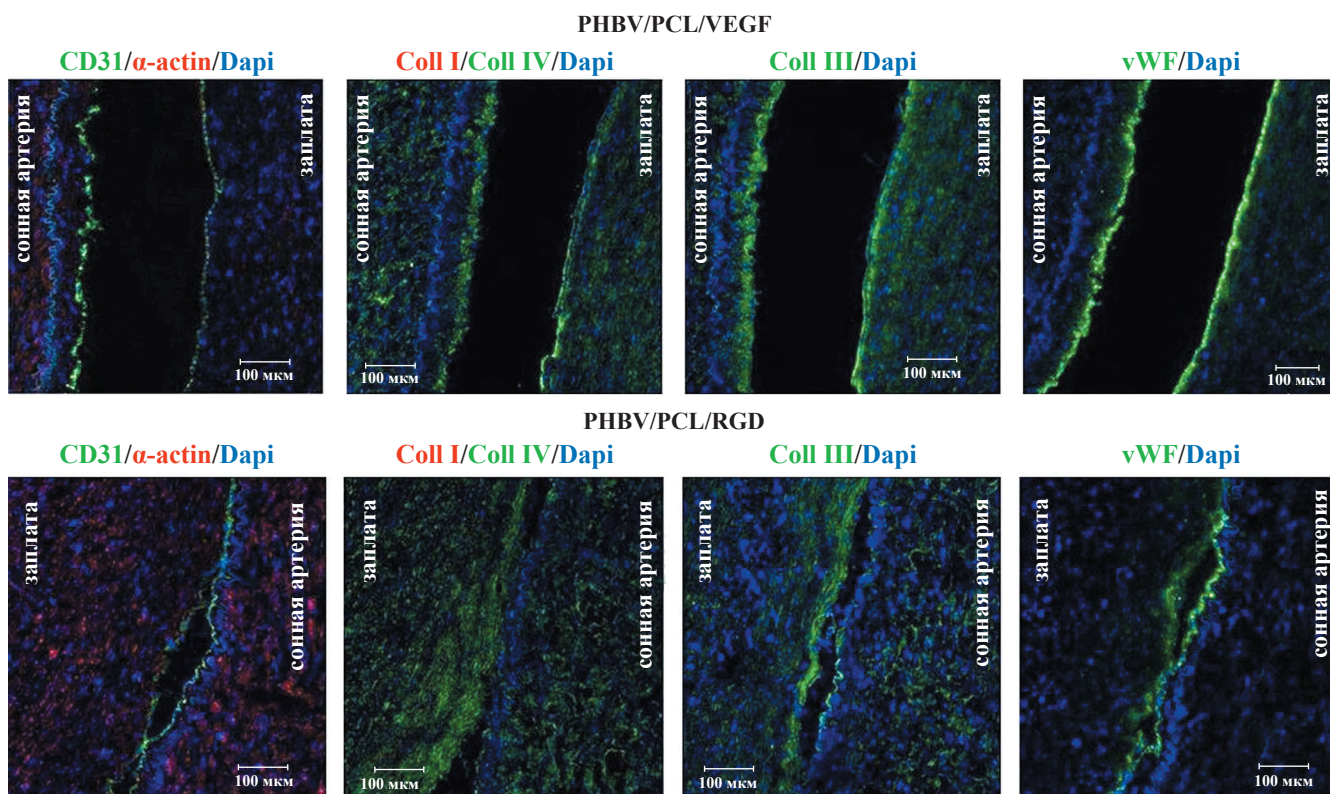 PHBV/PCL/VEGF
CD31/α-actin/Dapi
Coll I/Coll IV/Dapi
Coll III/Dapi
vWF/Dapi
сонная артерия
заплата
100 мкм
сонная артерия
заплата
100 мкм
сонная артерия
заплата
100 мкм
сонная артерия
заплата
100 мкм
PHBV/PCL/RGD
CD31/α-actin/Dapi
Coll I/Coll IV/Dapi
Coll III/Dapi
vWF/Dapi
заплата
сонная артерия
100 мкм
заплата
сонная артерия
100 мкм
заплата
сонная артерия
100 мкм
заплата
сонная артерия
100 мкм